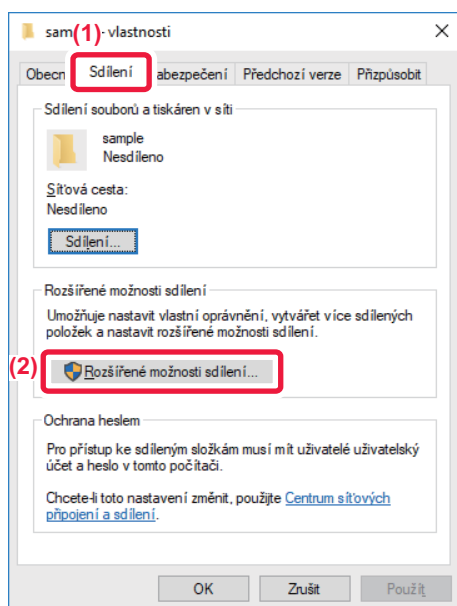 (1)
sam - vlastnosti
Obecn Sdílení abezpečení Předchozí verze Přizpůsobit
Sdílení souborů a tiskáren v síti
sample
Nesdíleno
Síťová cesta:
Nesdíleno
Sdílení...
Rozšířené možnosti sdílení
Umožňuje nastavit vlastní oprávnění, vytvářet více sdílených
položek a nastavit rozšířené možnosti sdílení.
(2)
Rozšířené možnosti sdílení...
Ochrana heslem
Pro přístup ke sdíleným složkám musí mít uživatelé uživatelský
účet a heslo v tomto počítači.
Chcete-li toto nastavení změnit, použijte Centrum síťových
připojení a sdílení.
OK Zrušit Použít